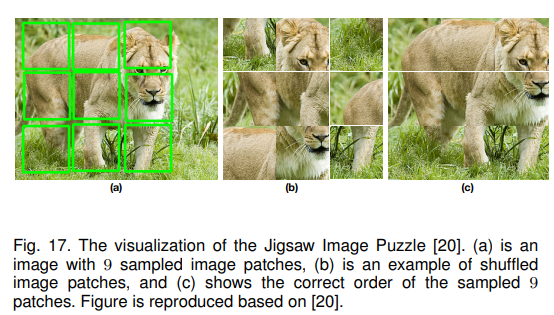 (a)
(b)
(c)
Fig. 17. The visualization of the Jigsaw Image Puzzle [20]. (a) is an
image with 9 sampled image patches, (b) is an example of shuffled
image patches, and (c) shows the correct order of the sampled 9
patches. Figure is reproduced based on [20].